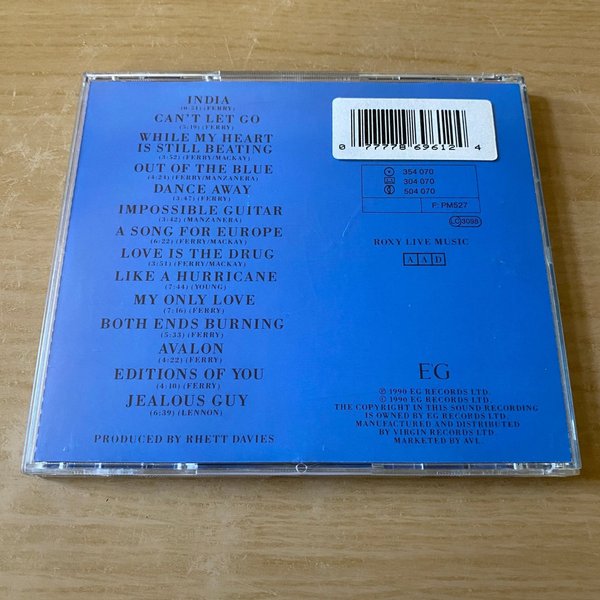 INDIA
(0:51) (FERRY)
CAN'T LET GO
(5:19) (FERRY)
WHILE MY HEART
IS STILL BEATING
(3:52) (FERRY/MACKAY)
OUT OF THE BLUE
(4:24) (FERRY/MANZANERA)
DANCE AWAY
(3:47) (FERRY)
IMPOSSIBLE GUITAR
(3:42) (MANZANERA)
A SONG FOR EUROPE
(6:22) (FERRY/MACKAY)
LOVE IS THE DRUG
(3:51) (FERRY/MACKAY)
LIKE A HURRICANE
(7:44) (YOUNG)
MY ONLY LOVE
(7:16) (FERRY)
BOTH ENDS BURNING
(5:33) (FERRY)
AVALON
(4:22) (FERRY)
EDITIONS OF YOU
(4:10) (FERRY)
JEALOUS GUY
(6:39) (LENNON)
PRODUCED BY RHETT DAVIES
0 77778 69612 4
354 070
304 070
504 070
F: PM527
LC 3098
ROXY LIVE MUSIC
A A D
EG
℗ 1990 EG RECORDS LTD.
© 1990 EG RECORDS LTD.
THE COPYRIGHT IN THIS SOUND RECORDING
IS OWNED BY EG RECORDS LTD.
MANUFACTURED AND DISTRIBUTED
BY VIRGIN RECORDS LTD.
MARKETED BY AVL.